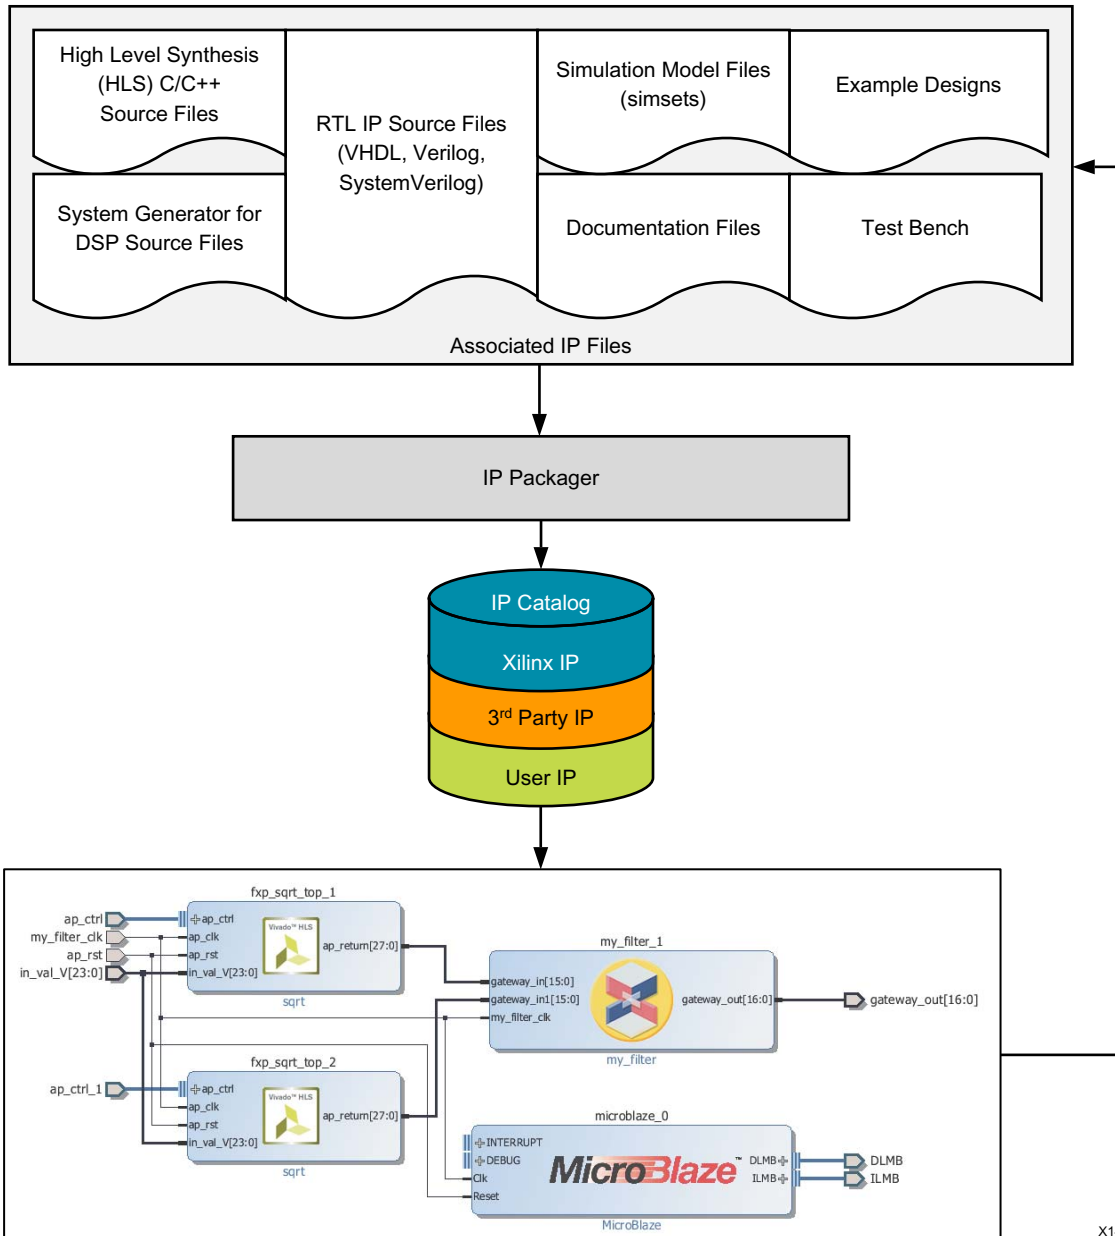 High Level Synthesis
(HLS) C/C++
Source Files
RTL IP Source Files
(VHDL, Verilog,
SystemVerilog)
Simulation Model Files
(simsets)
Example Designs
System Generator for
DSP Source Files
Documentation Files
Test Bench
Associated IP Files
IP Packager
IP Catalog
Xilinx IP
3rd Party IP
User IP
fxp_sqrt_top_1
ap_ctrl
my_filter_clk
ap_rst
in_val_V[23:0]
ap_ctrl
ap_clk
ap_rst
in_val_V[23:0]
Vivado™ HLS
ap_return[27:0]
sqrt
my_filter_1
gateway_in[15:0]
gateway_in1[15:0]
my_filter_clk
gateway_out[16:0]
my_filter
gateway_out[16:0]
fxp_sqrt_top_2
ap_ctrl_1
ap_ctrl
ap_clk
ap_rst
in_val_V[23:0]
Vivado™ HLS
ap_return[27:0]
sqrt
microblaze_0
INTERRUPT
DEBUG
Clk
Reset
MicroBlaze™
DLMB
ILMB
MicroBlaze
DLMB
ILMB
X1